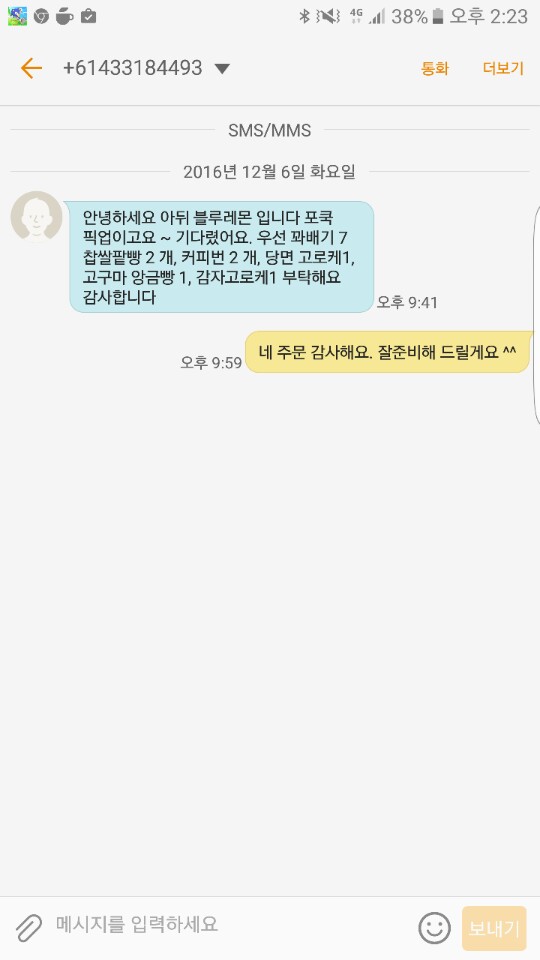 4G 38% 오후 2:23
+61433184493 통화 더보기
SMS/MMS
2016년 12월 6일 화요일
안녕하세요 아뒤 블루레몬 입니다 포쿡
픽업이고요 ~ 기다렸어요. 우선 꽈배기 7
찹쌀팥빵 2 개, 커피번 2 개, 당면 고로케1,
고구마 앙금빵 1, 감자고로케1 부탁해요
감사합니다
오후 9:41
네 주문 감사해요. 잘준비해 드릴게요 ^^
오후 9:59
메시지를 입력하세요
보내기